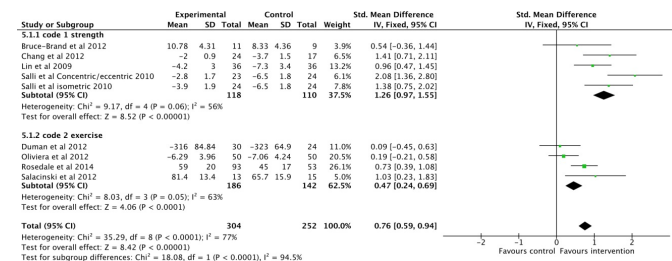 Experimental Control Std. Mean Difference Std. Mean Difference
Study or Subgroup Mean SD Total Mean SD Total Weight IV, Fixed, 95% CI IV, Fixed, 95% CI
5.1.1 code 1 strength
Bruce-Brand et al 2012 10.78 4.31 11 8.33 4.36 9 3.9% 0.54 [-0.36, 1.44]
Chang et al 2012 -2 0.9 24 -3.7 1.5 17 6.7% 1.41 [0.71, 2.11]
Lin et al 2009 -4.2 3 36 -7.3 3.4 36 13.6% 0.96 [0.47, 1.45]
Salli et al Concentric/eccentric 2010 -2.8 1.7 23 -6.5 1.8 24 5.8% 2.08 [1.36, 2.80]
Salli et al isometric 2010 -3.9 1.9 24 -6.5 1.8 24 7.6% 1.38 [0.75, 2.02]
Subtotal (95% CI) 118 110 37.5% 1.26 [0.97, 1.55]
Heterogeneity: Chi² = 9.17, df = 4 (P = 0.06); I² = 56%
Test for overall effect: Z = 8.52 (P < 0.00001)
5.1.2 code 2 exercise
Duman et al 2012 -316 84.84 30 -323 64.9 24 11.0% 0.09 [-0.45, 0.63]
Oliviera et al 2012 -6.29 3.96 50 -7.06 4.24 50 20.7% 0.19 [-0.21, 0.58]
Rosedale et al 2014 59 20 93 45 17 53 25.8% 0.73 [0.39, 1.08]
Salacinski et al 2012 81.4 13.4 13 65.7 15.9 15 5.0% 1.03 [0.23, 1.83]
Subtotal (95% CI) 186 142 62.5% 0.47 [0.24, 0.69]
Heterogeneity: Chi² = 8.03, df = 3 (P = 0.05); I² = 63%
Test for overall effect: Z = 4.06 (P < 0.0001)
Total (95% CI) 304 252 100.0% 0.76 [0.59, 0.94]
Heterogeneity: Chi² = 35.29, df = 8 (P < 0.0001); I² = 77%
Test for overall effect: Z = 8.42 (P < 0.00001)
Test for subgroup differences: Chi² = 18.08, df = 1 (P < 0.0001), I² = 94.5%
-2 -1 0 1 2
Favours control Favours intervention